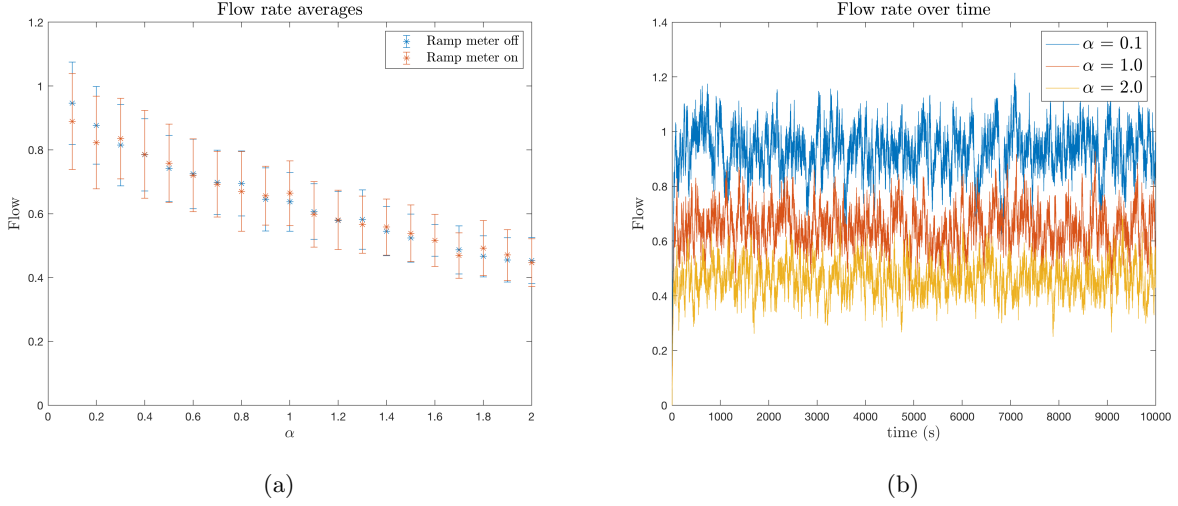 Flow rate averages
1.2
1
0.8
0.6
0.4
0.2
0
Flow
Ramp meter off
Ramp meter on
0 0.2 0.4 0.6 0.8 1 1.2 1.4 1.6 1.8 2
α
(a)
Flow rate over time
1.4
1.2
1
0.8
0.6
0.4
0.2
0
Flow
α = 0.1
α = 1.0
α = 2.0
0 1000 2000 3000 4000 5000 6000 7000 8000 9000 10000
time (s)
(b)